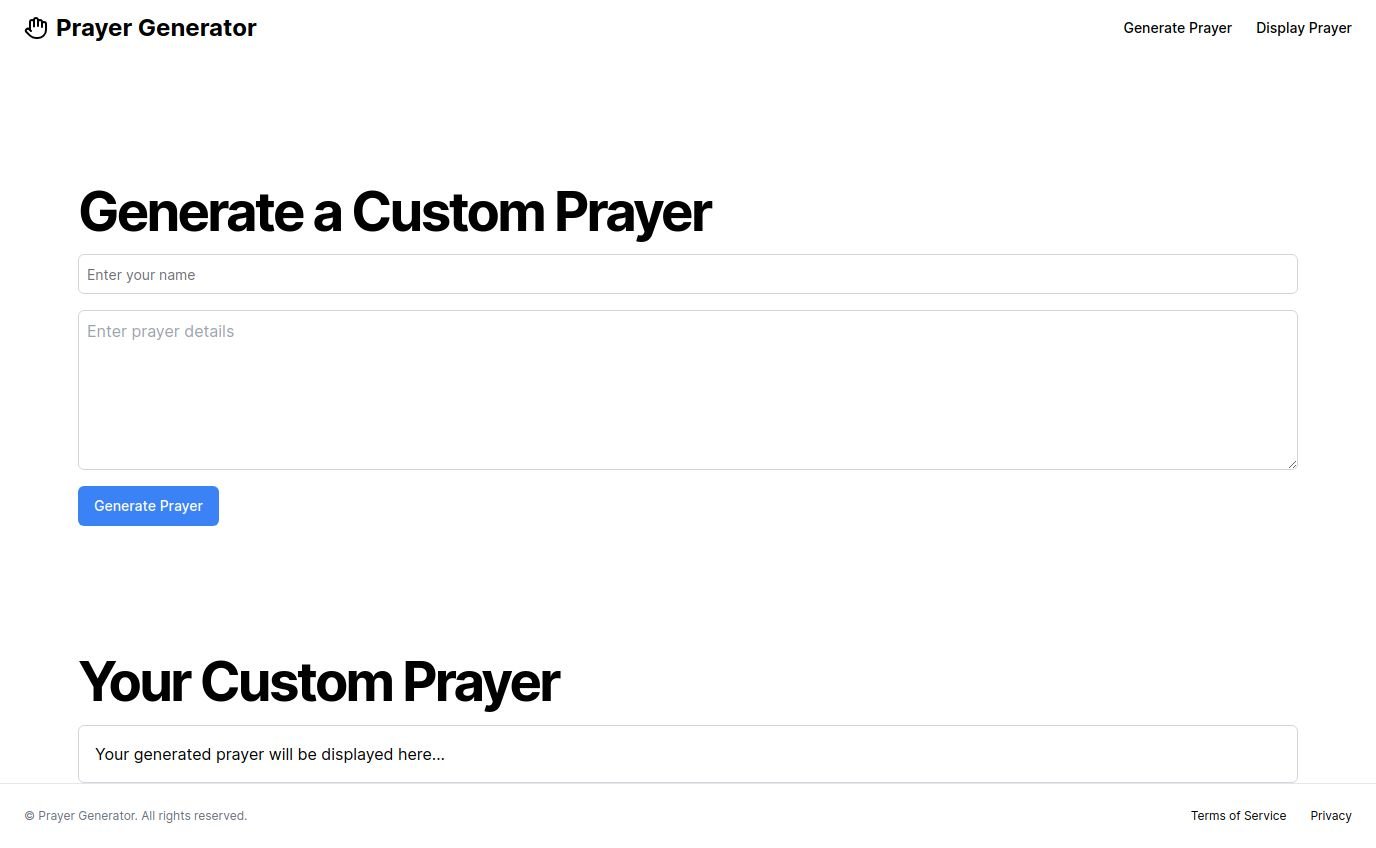 Prayer Generator
Generate Prayer
Display Prayer
Generate a Custom Prayer
Enter your name
Enter prayer details
Generate Prayer
Your Custom Prayer
Your generated prayer will be displayed here...
© Prayer Generator. All rights reserved.
Terms of Service
Privacy